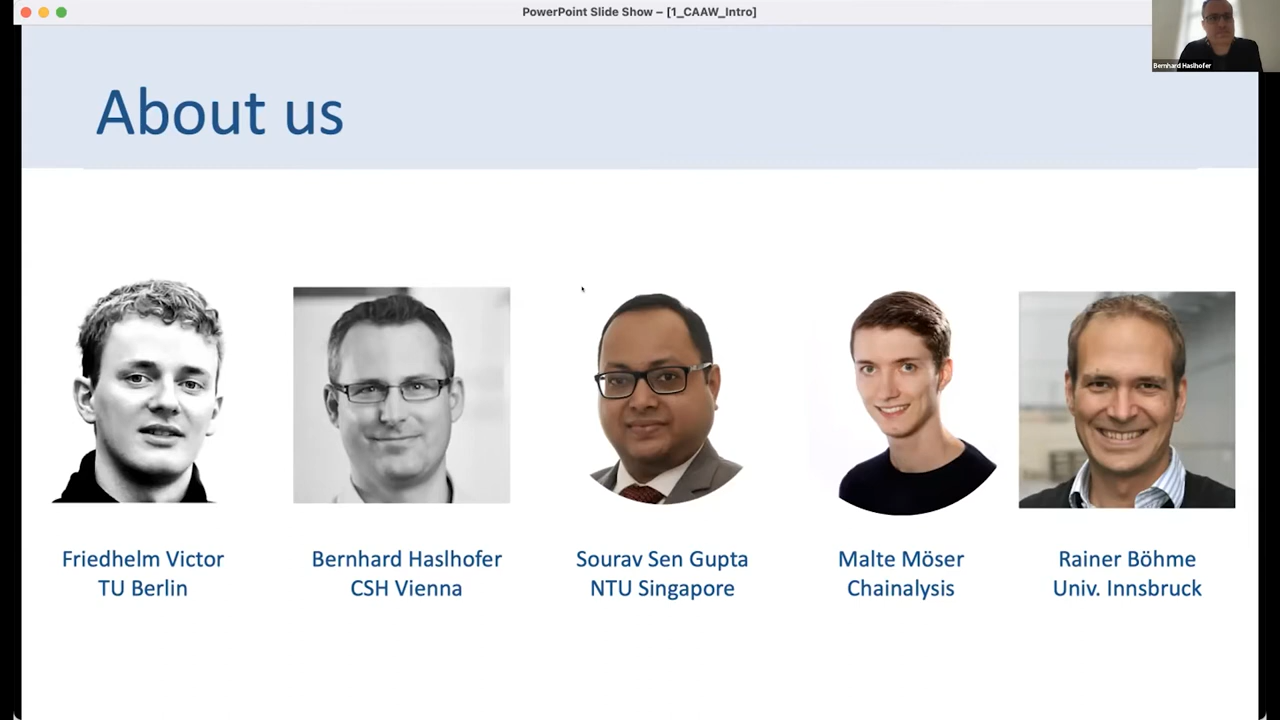 PowerPoint Slide Show – [1_CAAW_Intro]
Bernhard Haslhofer
About us
Friedhelm Victor
TU Berlin
Bernhard Haslhofer
CSH Vienna
Sourav Sen Gupta
NTU Singapore
Malte Möser
Chainalysis
Rainer Böhme
Univ. Innsbruck